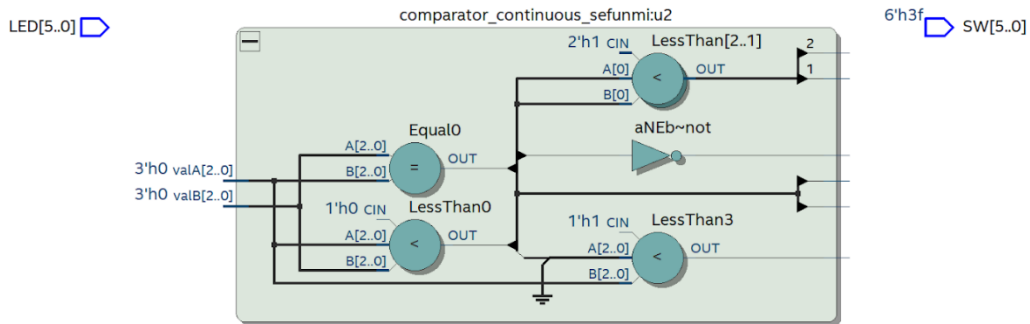 comparator_continuous_sefunmi:u2
LED[5..0]
6'h3f
SW[5..0]
2'h1 CIN
LessThan[2..1]
2
A[0]
<
OUT
1
B[0]
Equal0
aNEb~not
A[2..0]
OUT
B[2..0]
=
3'h0 valA[2..0]
3'h0 valB[2..0]
1'h0 CIN
LessThan0
1'h1 CIN
LessThan3
A[2..0]
<
OUT
B[2..0]
A[2..0]
<
OUT
B[2..0]